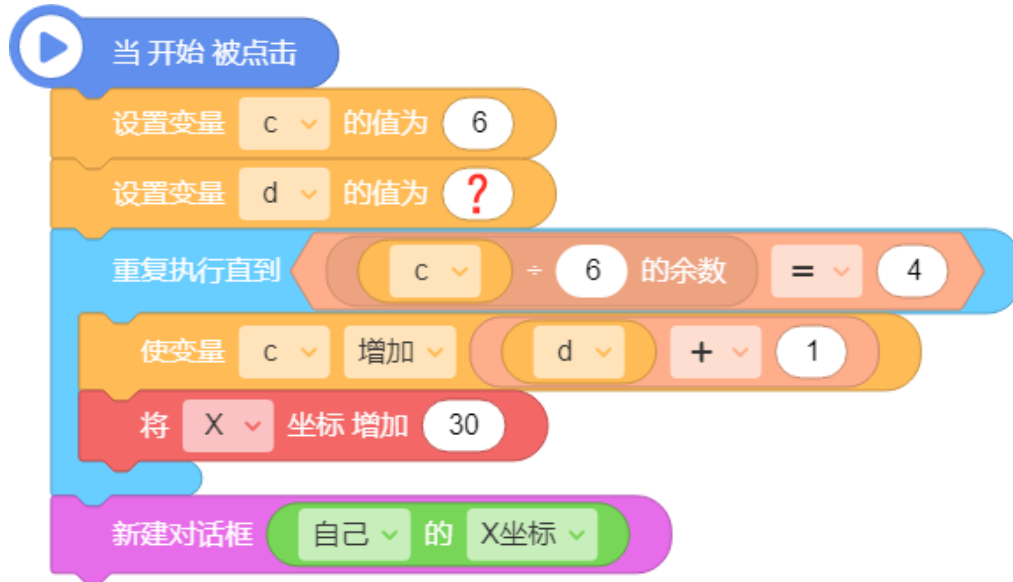 当 开始 被点击
设置变量 c 的值为 6
设置变量 d 的值为 ?
重复执行直到 c ÷ 6 的余数 = 4
使变量 c 增加 d + 1
将 X 坐标 增加 30
新建对话框 自己 的 X坐标